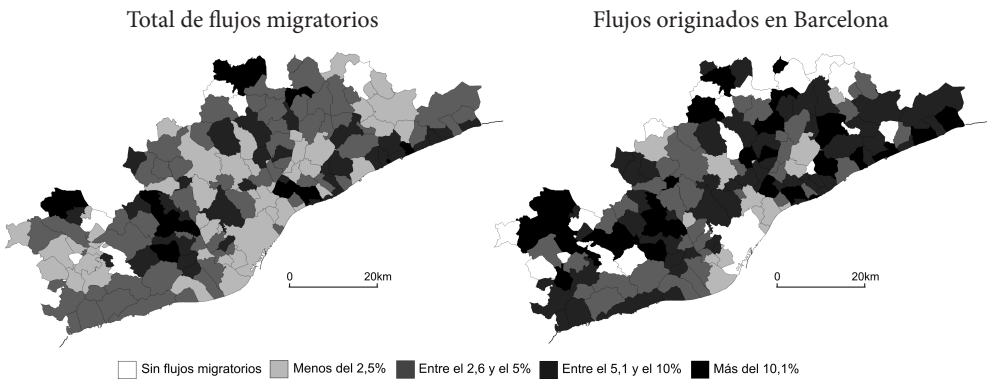 Total de flujos migratorios
Flujos originados en Barcelona
0 20km
0 20km
Sin flujos migratorios Menos del 2,5% Entre el 2,6 y el 5% Entre el 5,1 y el 10% Más del 10,1%